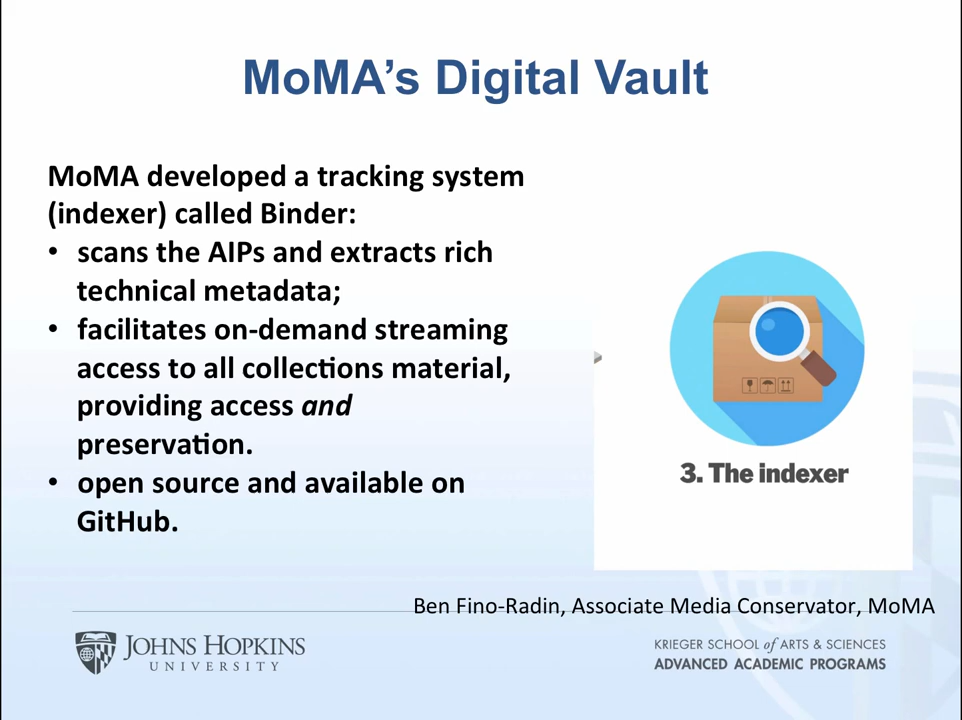 MoMA’s Digital Vault
MoMA developed a tracking system
(indexer) called Binder:
• scans the AIPs and extracts rich
technical metadata;
• facilitates on-demand streaming
access to all collections material,
providing access and
preservation.
• open source and available on
GitHub.
3. The indexer
Ben Fino-Radin, Associate Media Conservator, MoMA
JOHNS HOPKINS
UNIVERSITY
KRIEGER SCHOOL of ARTS & SCIENCES
ADVANCED ACADEMIC PROGRAMS